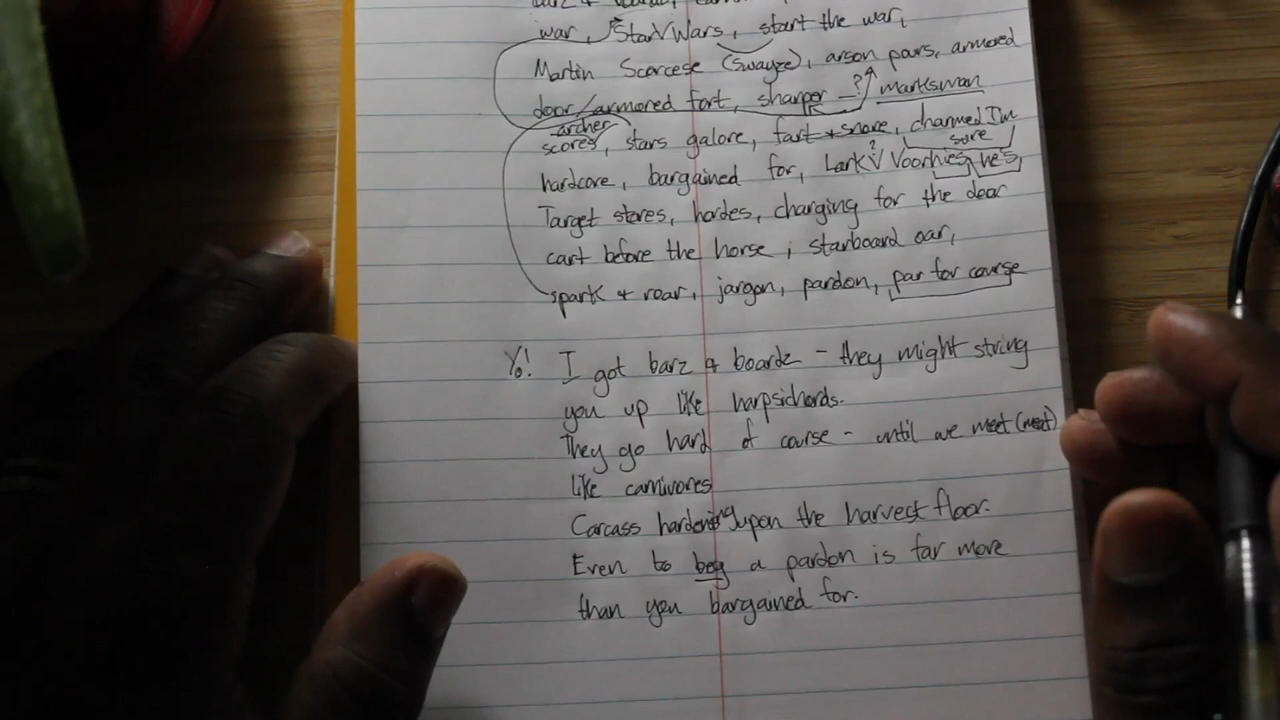 war, Star Wars, start the war,
Martin Scorcese (Swayze), arson pours, armored
door/armored fort, sharper —? marksman
archer
scores, stars galore, fart + snore, charmed I'm
sure
hardcore, bargained for, Lark ? Voorhies, he's,
Target stores, hordes, charging for the door
cart before the horse, starboard oar,
spark + roar, jargon, pardon, par for course
Yo! I got barz & boardz - they might string
you up like harpsichords.
They go hard of course - until we meet (meat)
like carnivores
Carcass hardening upon the harvest floor.
Even to beg a pardon is far more
than you bargained for.